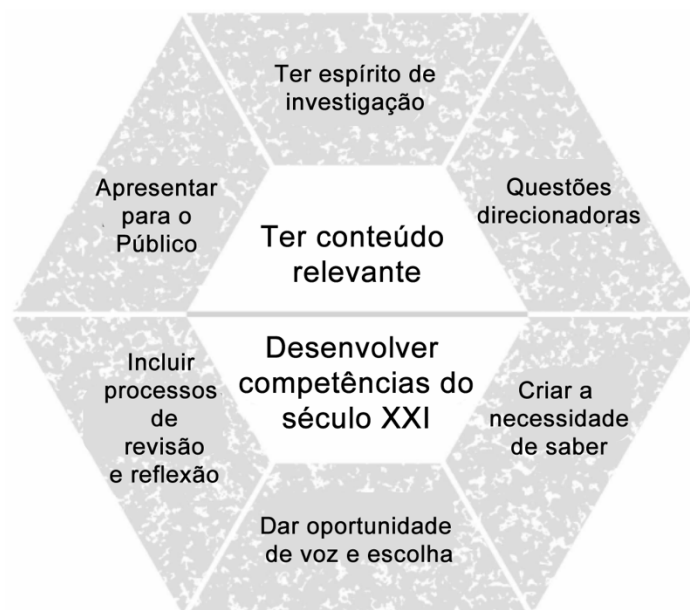 Ter espírito de
investigação
Apresentar
para o
Público
Questões
direcionadoras
Ter conteúdo
relevante
Desenvolver
competências do
século XXI
Incluir
processos
de
revisão
e reflexão
Criar a
necessidade
de saber
Dar oportunidade
de voz e escolha